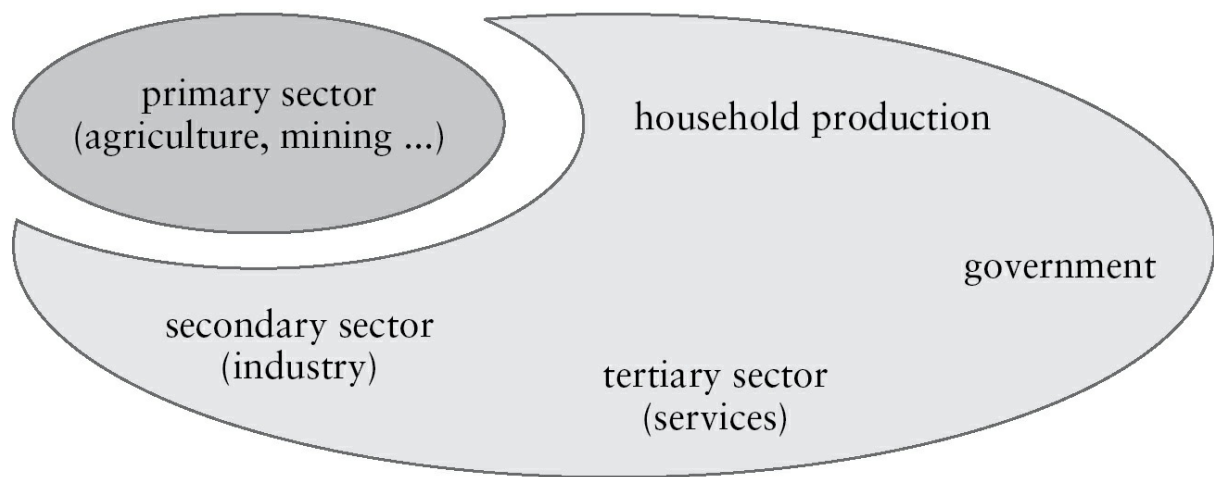 primary sector
(agriculture, mining ...)
household production
government
secondary sector
(industry)
tertiary sector
(services)